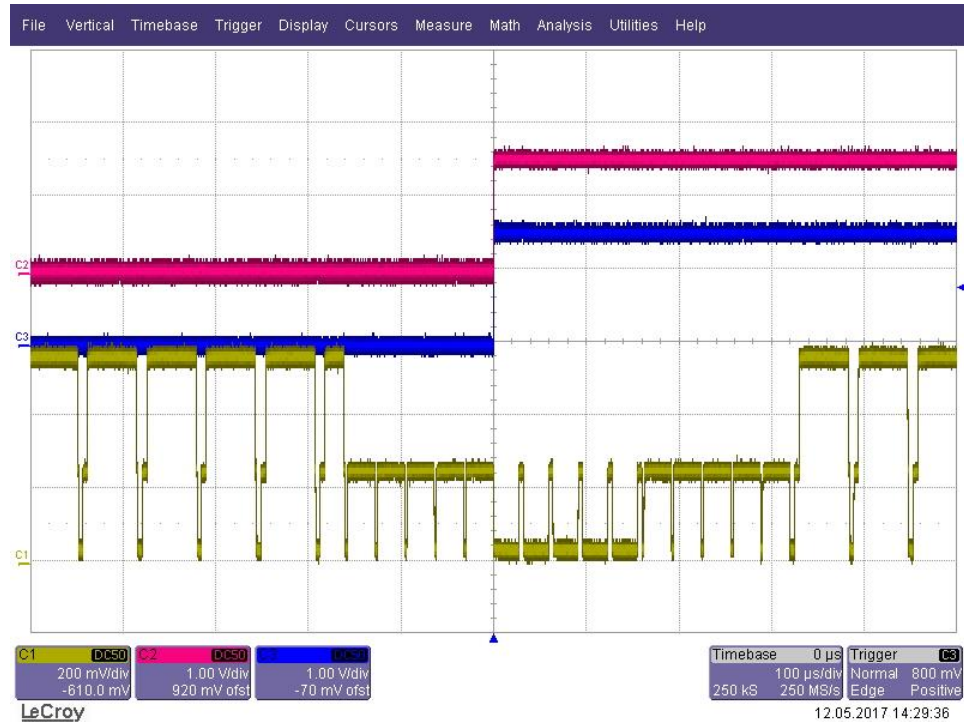 File Vertical Timebase Trigger Display Cursors Measure Math Analysis Utilities Help
C2
C3
C1
C1 DC50
200 mV/div
-610.0 mV
C2 DC50
1.00 V/div
920 mV ofst
DC50
1.00 V/div
-70 mV ofst
Timebase 0 µs
100 µs/div
250 kS 250 MS/s
Trigger C3
Normal 800 mV
Edge Positive
LeCroy
12.05.2017 14:29:36